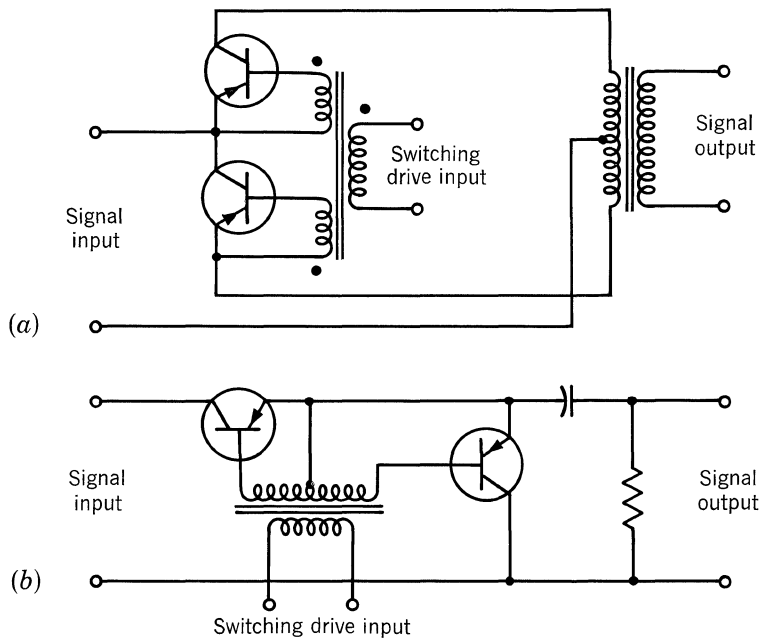 Signal
output
Switching
drive input
Signal
input
(a)
Signal
input
Signal
output
(b)
Switching drive input